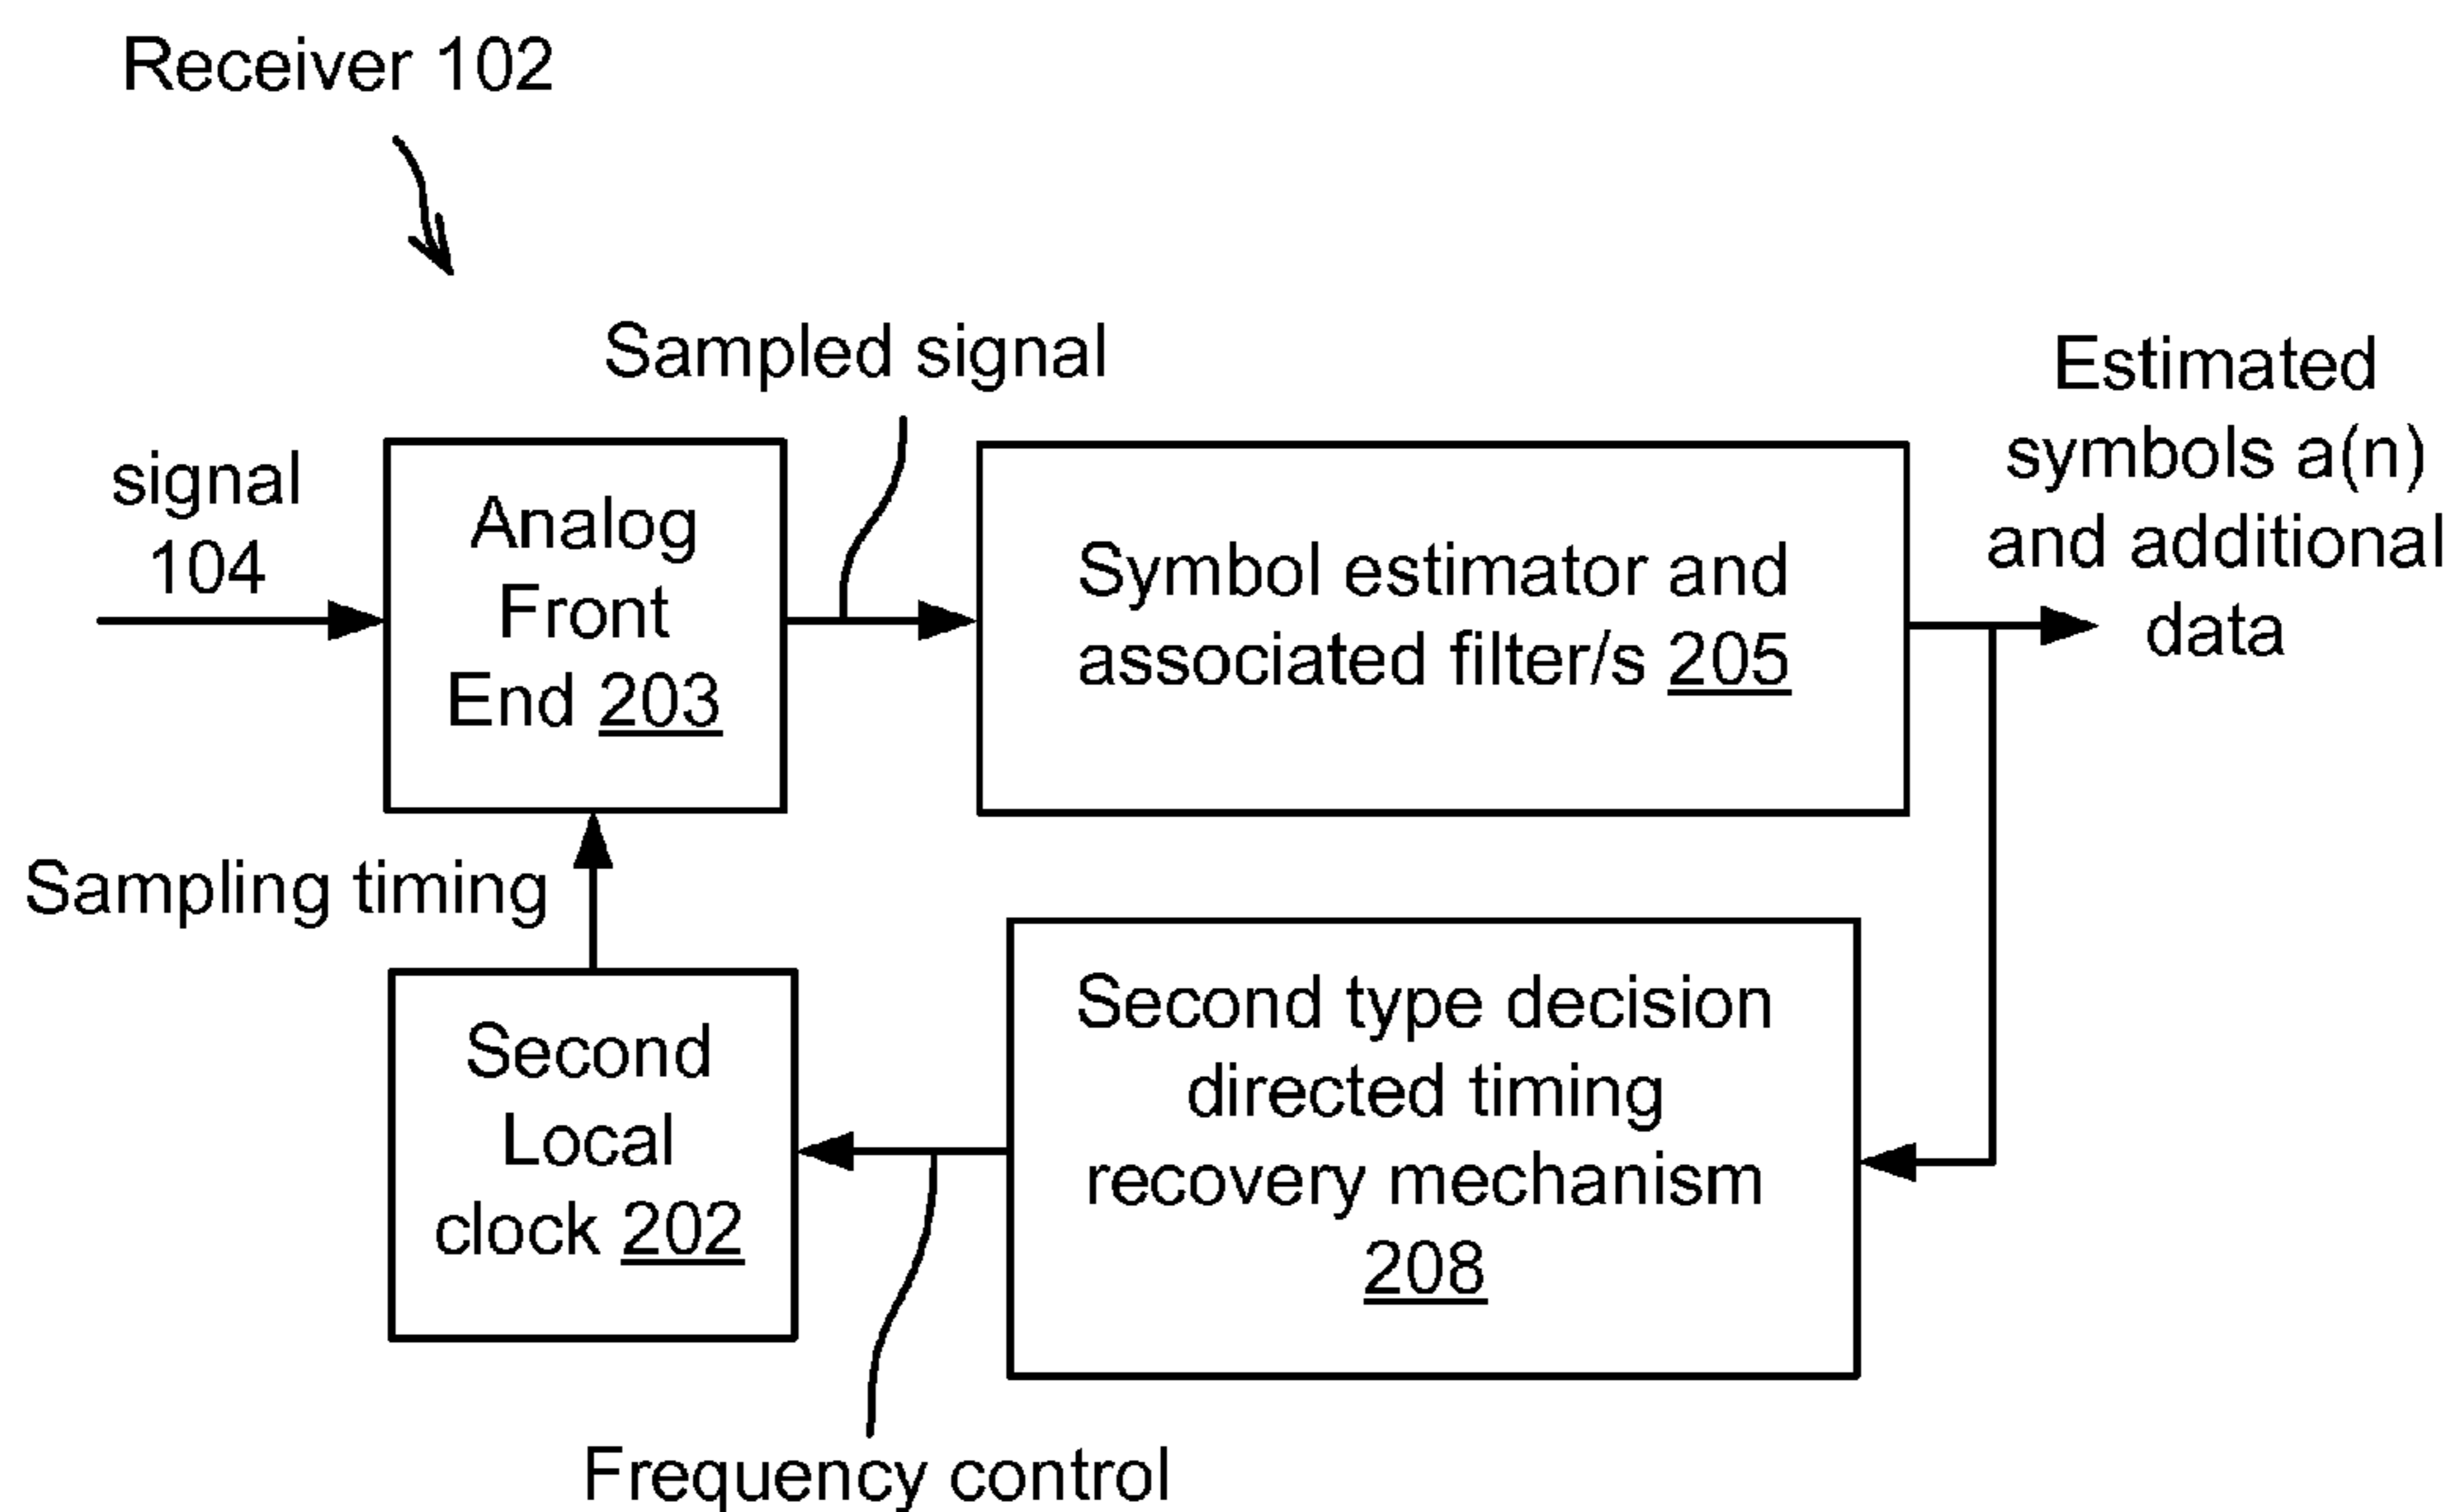 Receiver 102
Sampled signal
signal
104
Analog
Front
End 203
Symbol estimator and
associated filter/s 205
Estimated
symbols a(n)
and additional
data
Sampling timing
Second
Local
clock 202
Second type decision
directed timing
recovery mechanism
208
Frequency control